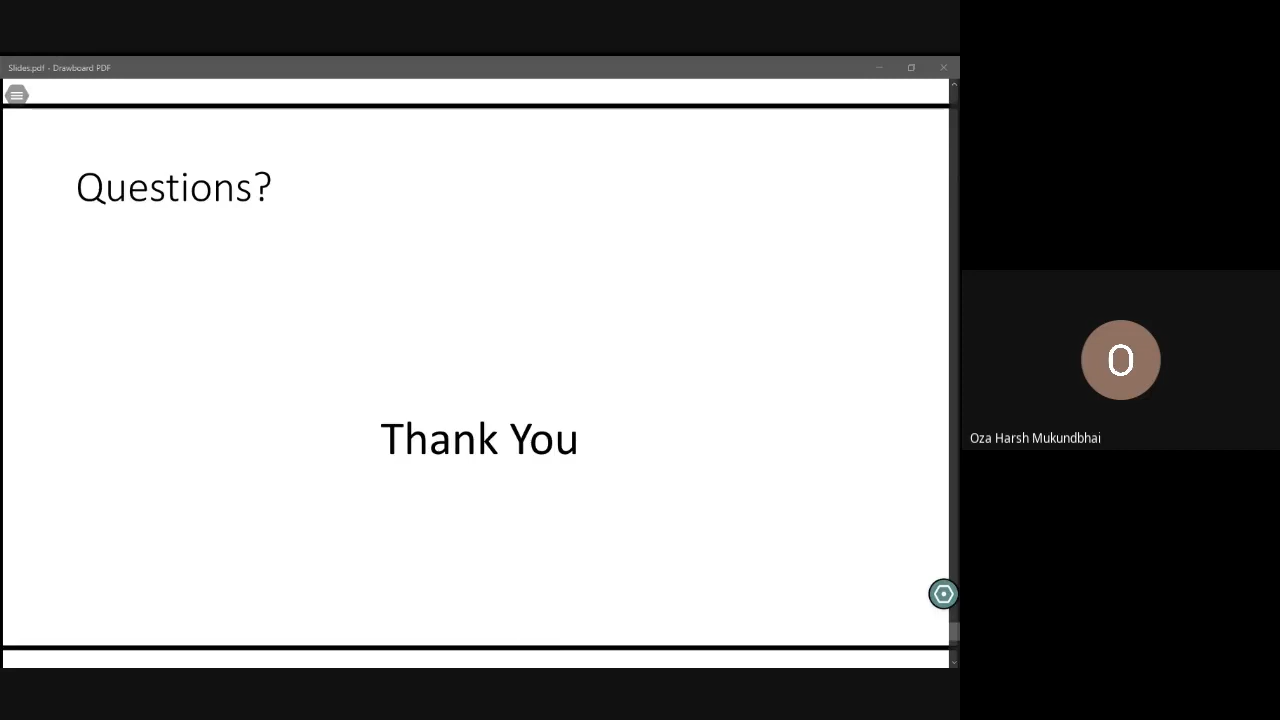 Slides.pdf - Drawboard PDF
Questions?
Thank You
O
Oza Harsh Mukundbhai